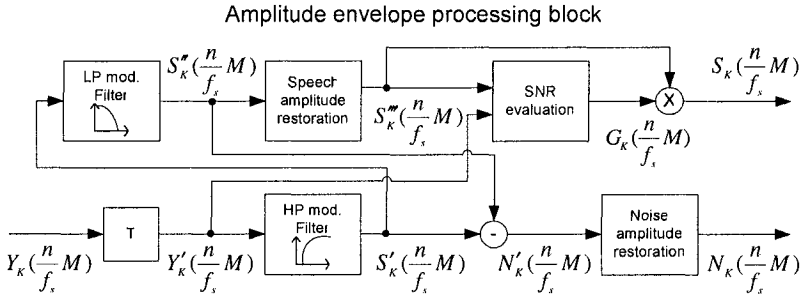 Amplitude envelope processing block
LP mod.
Filter
S″_K(n/f_s M)
Speech
amplitude
restoration
S‴_K(n/f_s M)
SNR
evaluation
X
S_K(n/f_s M)
G_K(n/f_s M)
Y_K(n/f_s M)
T
Y′_K(n/f_s M)
HP mod.
Filter
S′_K(n/f_s M)
-
N′_K(n/f_s M)
Noise
amplitude
restoration
N_K(n/f_s M)